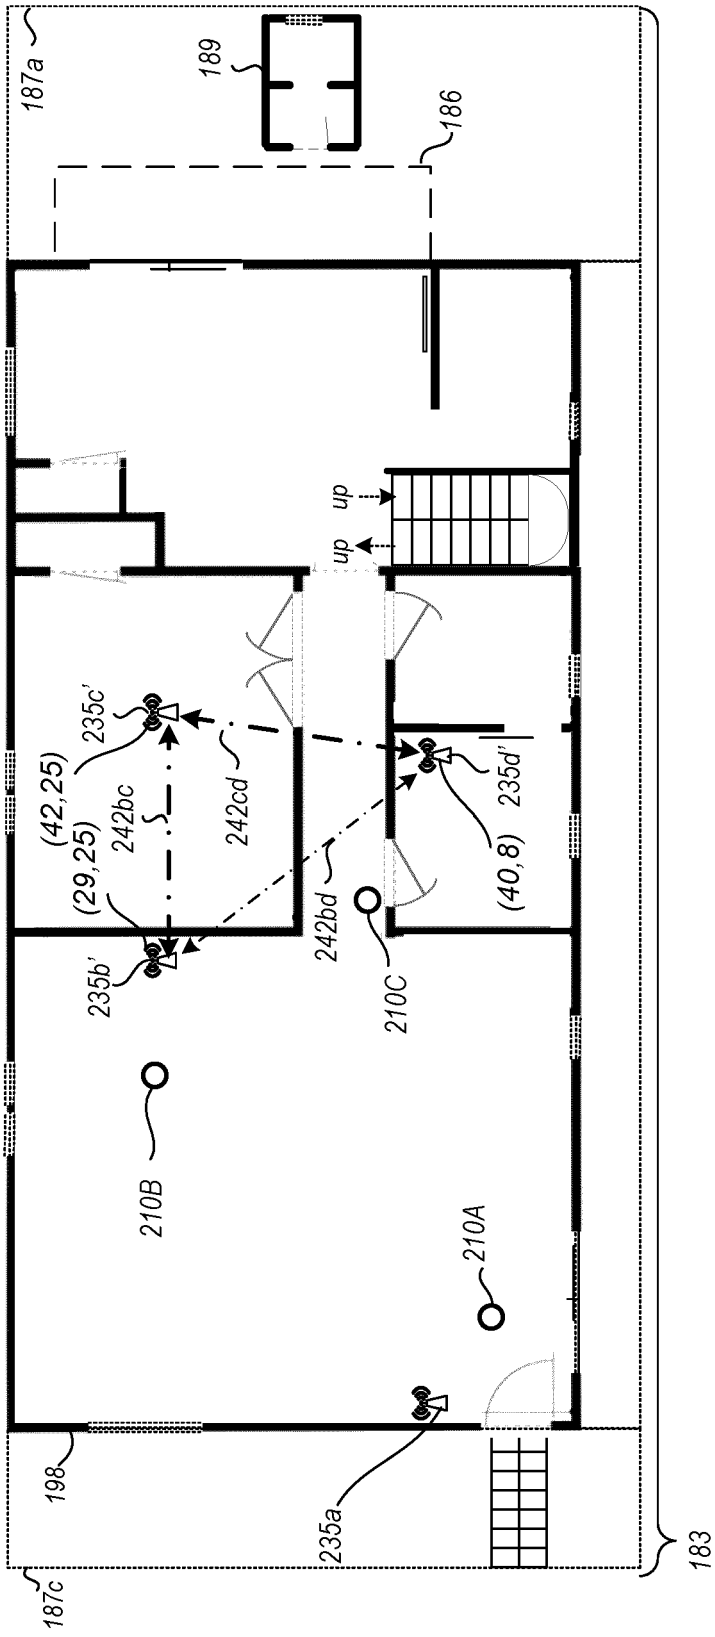 187a
189
186
up
up
235c'
(42,25)
242bc
(29,25)
242cd
235d'
(40,8)
242bd
235b'
210C
210B
210A
198
235a
183
187c